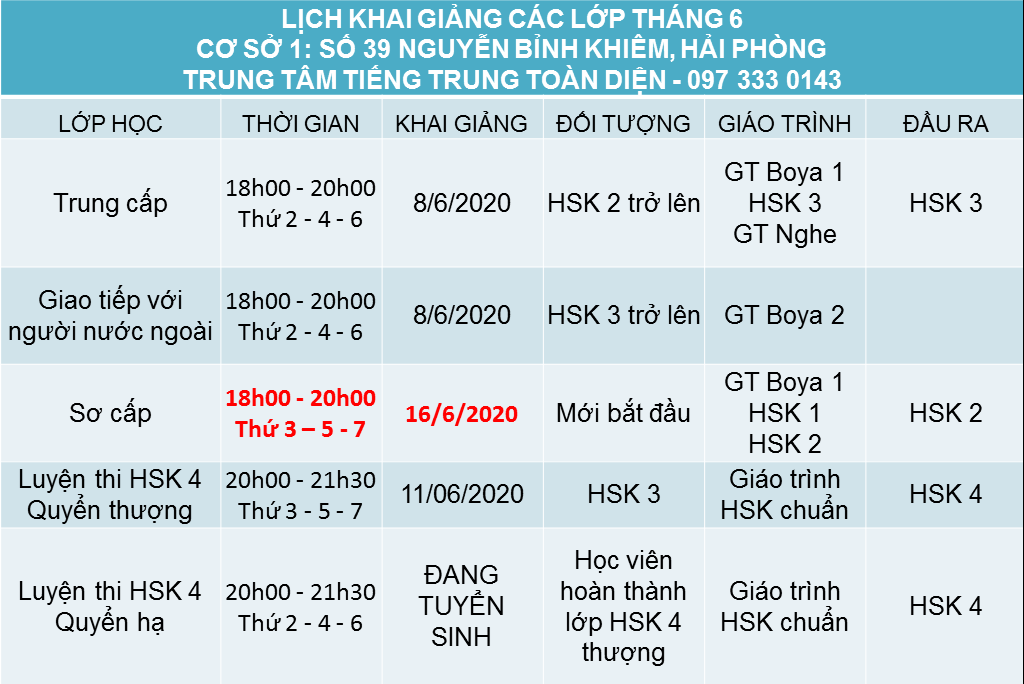 LỊCH KHAI GIẢNG CÁC LỚP THÁNG 6
CƠ SỞ 1: SỐ 39 NGUYỄN BỈNH KHIÊM, HẢI PHÒNG
TRUNG TÂM TIẾNG TRUNG TOÀN DIỆN - 097 333 0143
LỚP HỌC THỜI GIAN KHAI GIẢNG ĐỐI TƯỢNG GIÁO TRÌNH ĐẦU RA
Trung cấp
18h00 - 20h00
Thứ 2 - 4 - 6
8/6/2020
HSK 2 trở lên
GT Boya 1
HSK 3
GT Nghe
HSK 3
Giao tiếp với
người nước ngoài
18h00 - 20h00
Thứ 2 - 4 - 6
8/6/2020
HSK 3 trở lên
GT Boya 2
Sơ cấp
18h00 - 20h00
Thứ 3 – 5 - 7
16/6/2020
Mới bắt đầu
GT Boya 1
HSK 1
HSK 2
HSK 2
Luyện thi HSK 4
Quyển thượng
20h00 - 21h30
Thứ 3 - 5 - 7
11/06/2020
HSK 3
Giáo trình
HSK chuẩn
HSK 4
Luyện thi HSK 4
Quyển hạ
20h00 - 21h30
Thứ 2 - 4 - 6
ĐANG
TUYỂN
SINH
Học viên
hoàn thành
lớp HSK 4
thượng
Giáo trình
HSK chuẩn
HSK 4